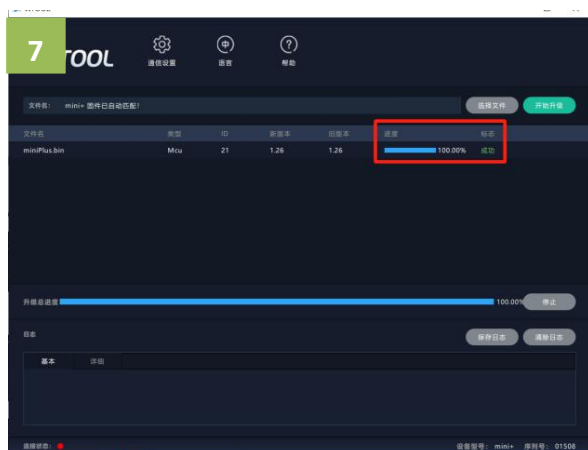 7
TOOL
通信设置 语言 帮助
文件名: mini+ 固件已自动匹配! 选择文件 开始升级
文件名 类型 ID 新版本 旧版本 进度 标志
miniPlus.bin Mcu 21 1.26 1.26 100.00% 成功
升级总进度 100.00% 停止
日志 保存日志 清除日志
基本 详细
连接状态: 设备型号: mini+ 序列号: 01508